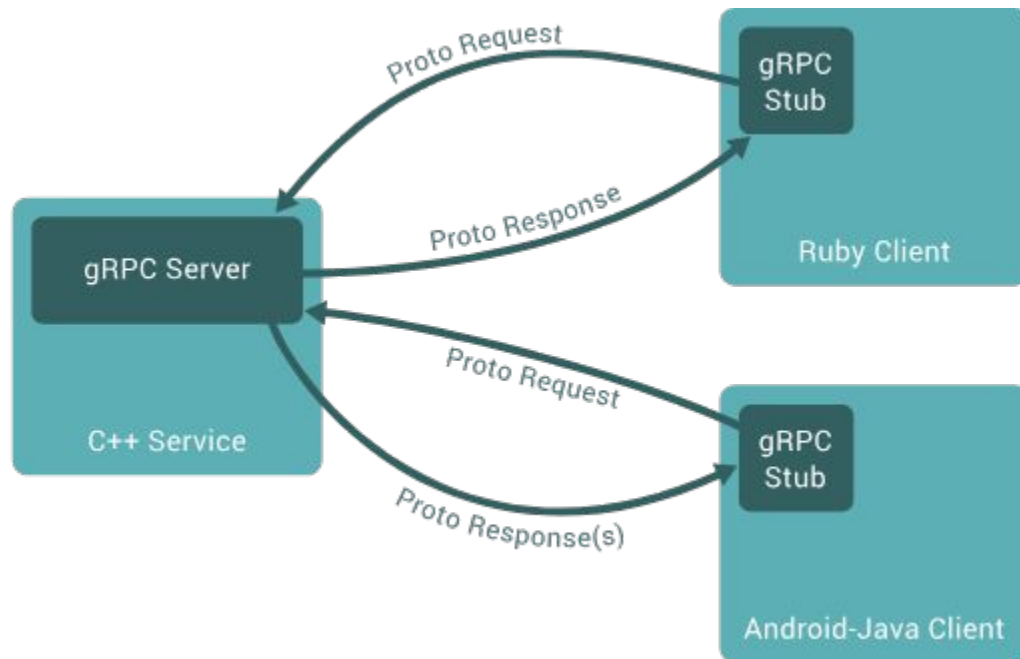 Proto Request
gRPC
Stub
Proto Response
Ruby Client
gRPC Server
C++ Service
Proto Request
gRPC
Stub
Proto Response(s)
Android-Java Client